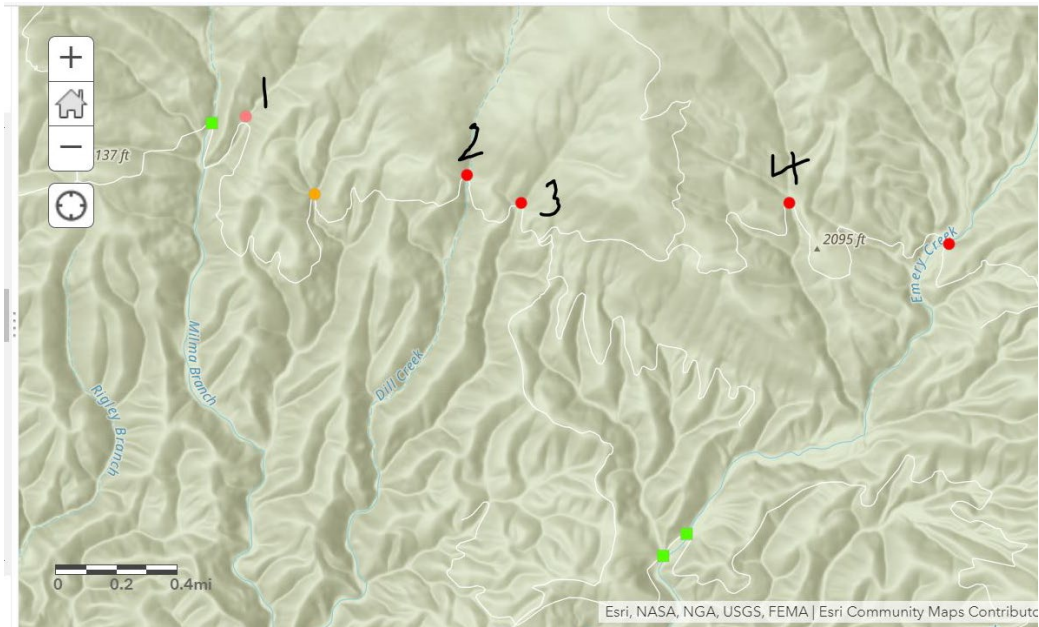 +
−
1
2
3
4
137 ft
2095 ft
Emery Creek
Milma Branch
Dill Creek
Rigley Branch
0 0.2 0.4mi
Esri, NASA, NGA, USGS, FEMA | Esri Community Maps Contributo